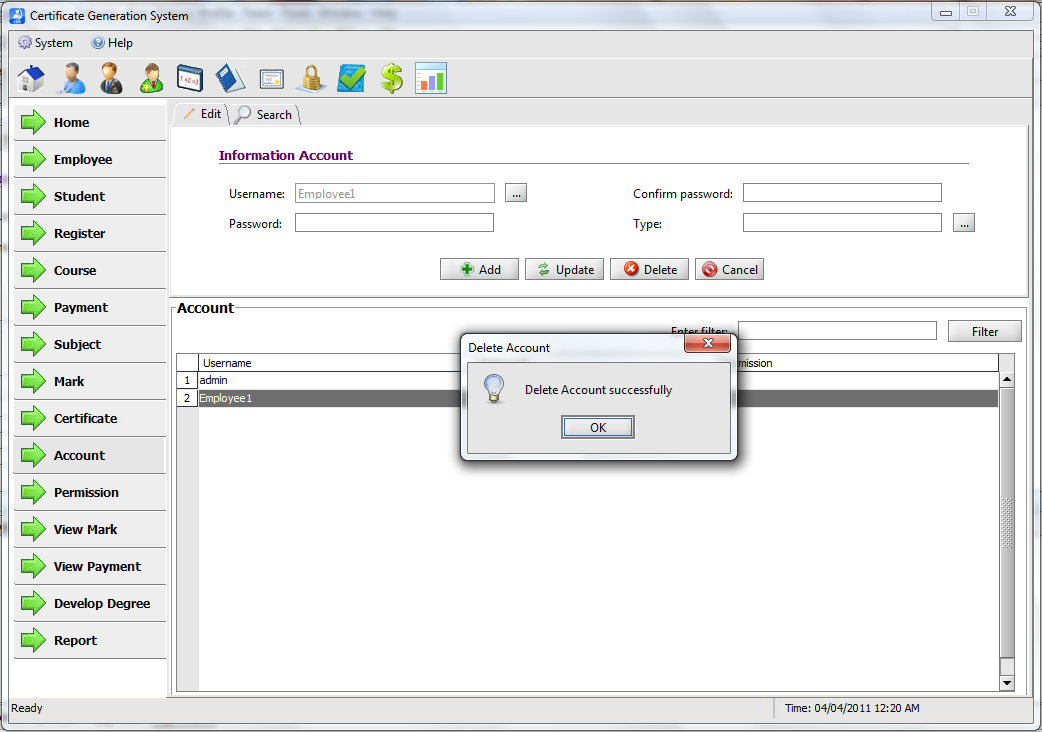 Certificate Generation System
System Help
Edit Search
Home
Employee
Student
Register
Course
Payment
Subject
Mark
Certificate
Account
Permission
View Mark
View Payment
Develop Degree
Report
Information Account
Username: Employee1 ... Confirm password:
Password: Type: ...
Add Update Delete Cancel
Account
Enter filter: Filter
Username mission
1 admin
2 Employee1
Delete Account
Delete Account successfully
OK
Ready Time: 04/04/2011 12:20 AM